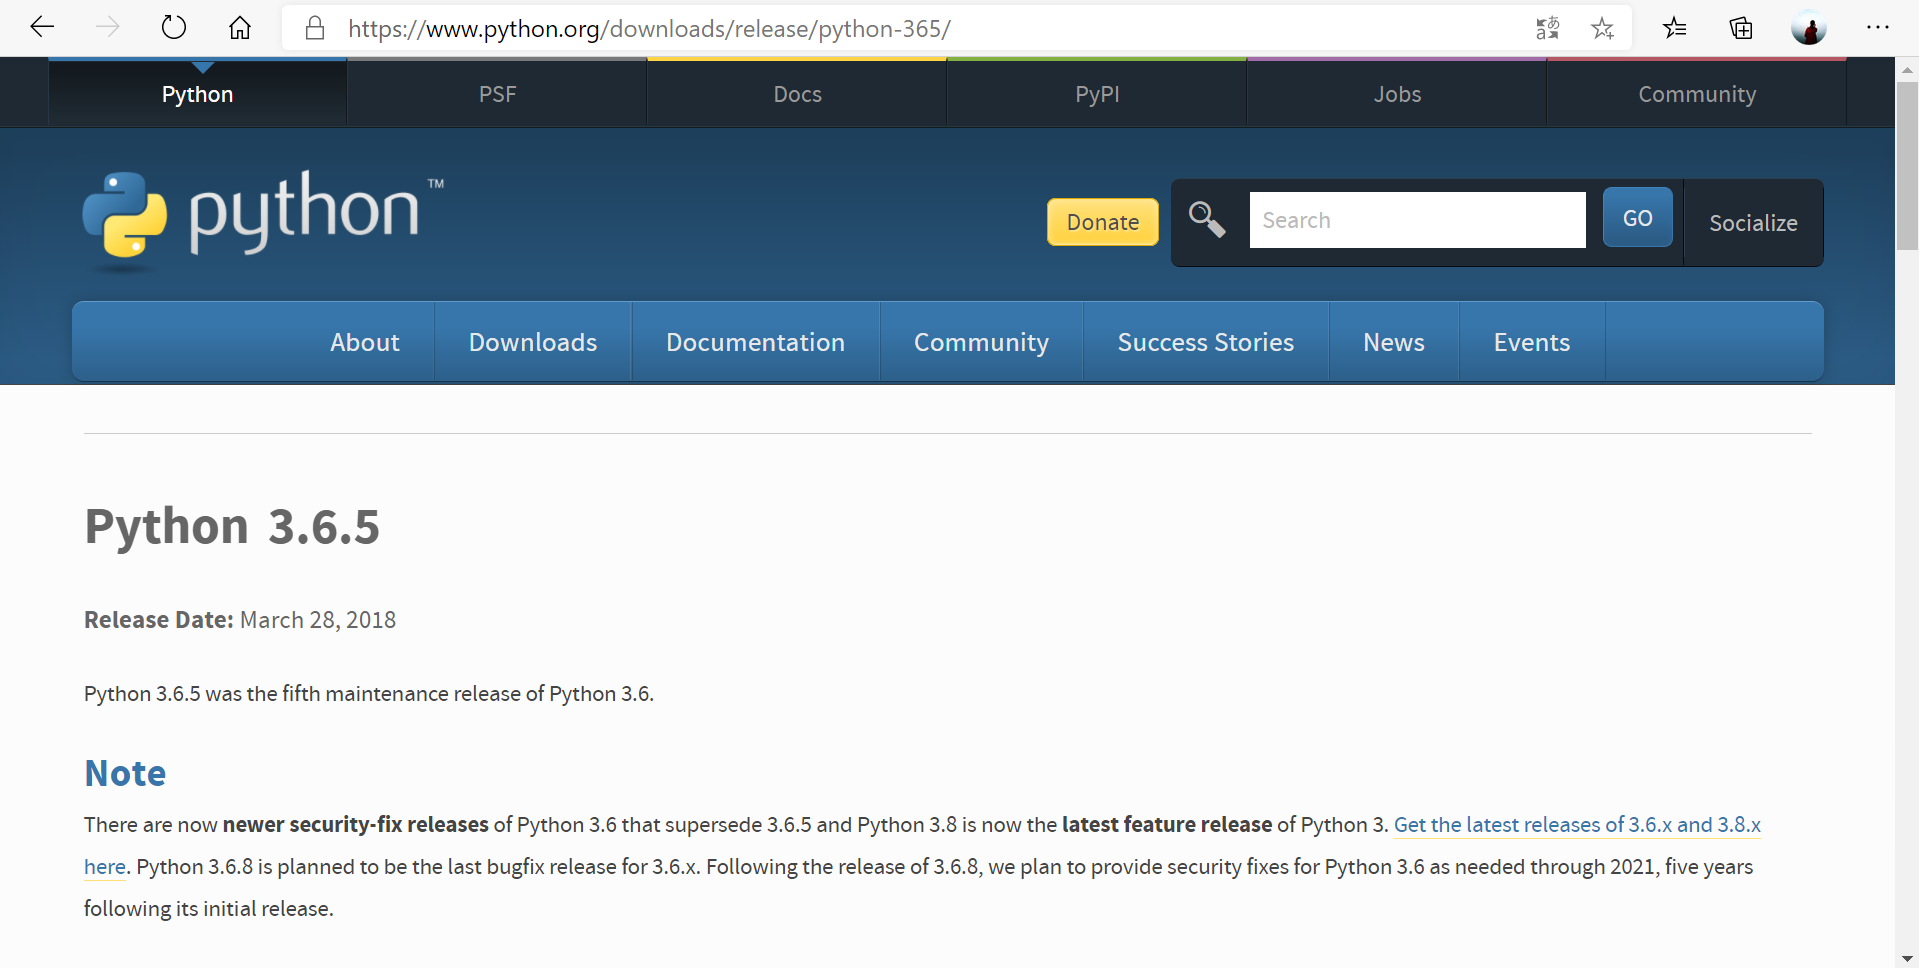 https://www.python.org/downloads/release/python-365/
Python PSF Docs PyPI Jobs Community
python™
Donate Search GO Socialize
About Downloads Documentation Community Success Stories News Events
Python 3.6.5
Release Date: March 28, 2018
Python 3.6.5 was the fifth maintenance release of Python 3.6.
Note
There are now newer security-fix releases of Python 3.6 that supersede 3.6.5 and Python 3.8 is now the latest feature release of Python 3. Get the latest releases of 3.6.x and 3.8.x
here. Python 3.6.8 is planned to be the last bugfix release for 3.6.x. Following the release of 3.6.8, we plan to provide security fixes for Python 3.6 as needed through 2021, five years
following its initial release.